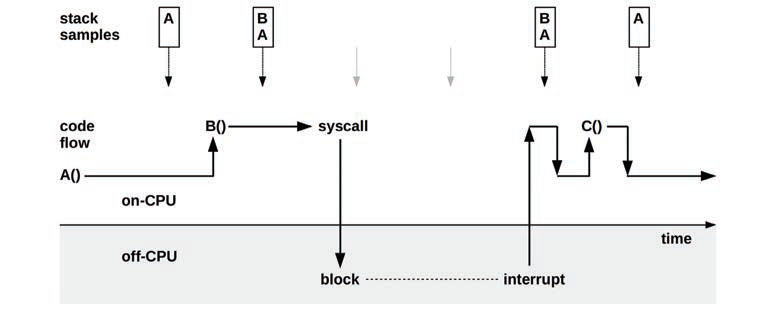 stack
samples
A
B
A
B
A
A
code
flow
B()
syscall
C()
A()
on-CPU
time
off-CPU
block
interrupt